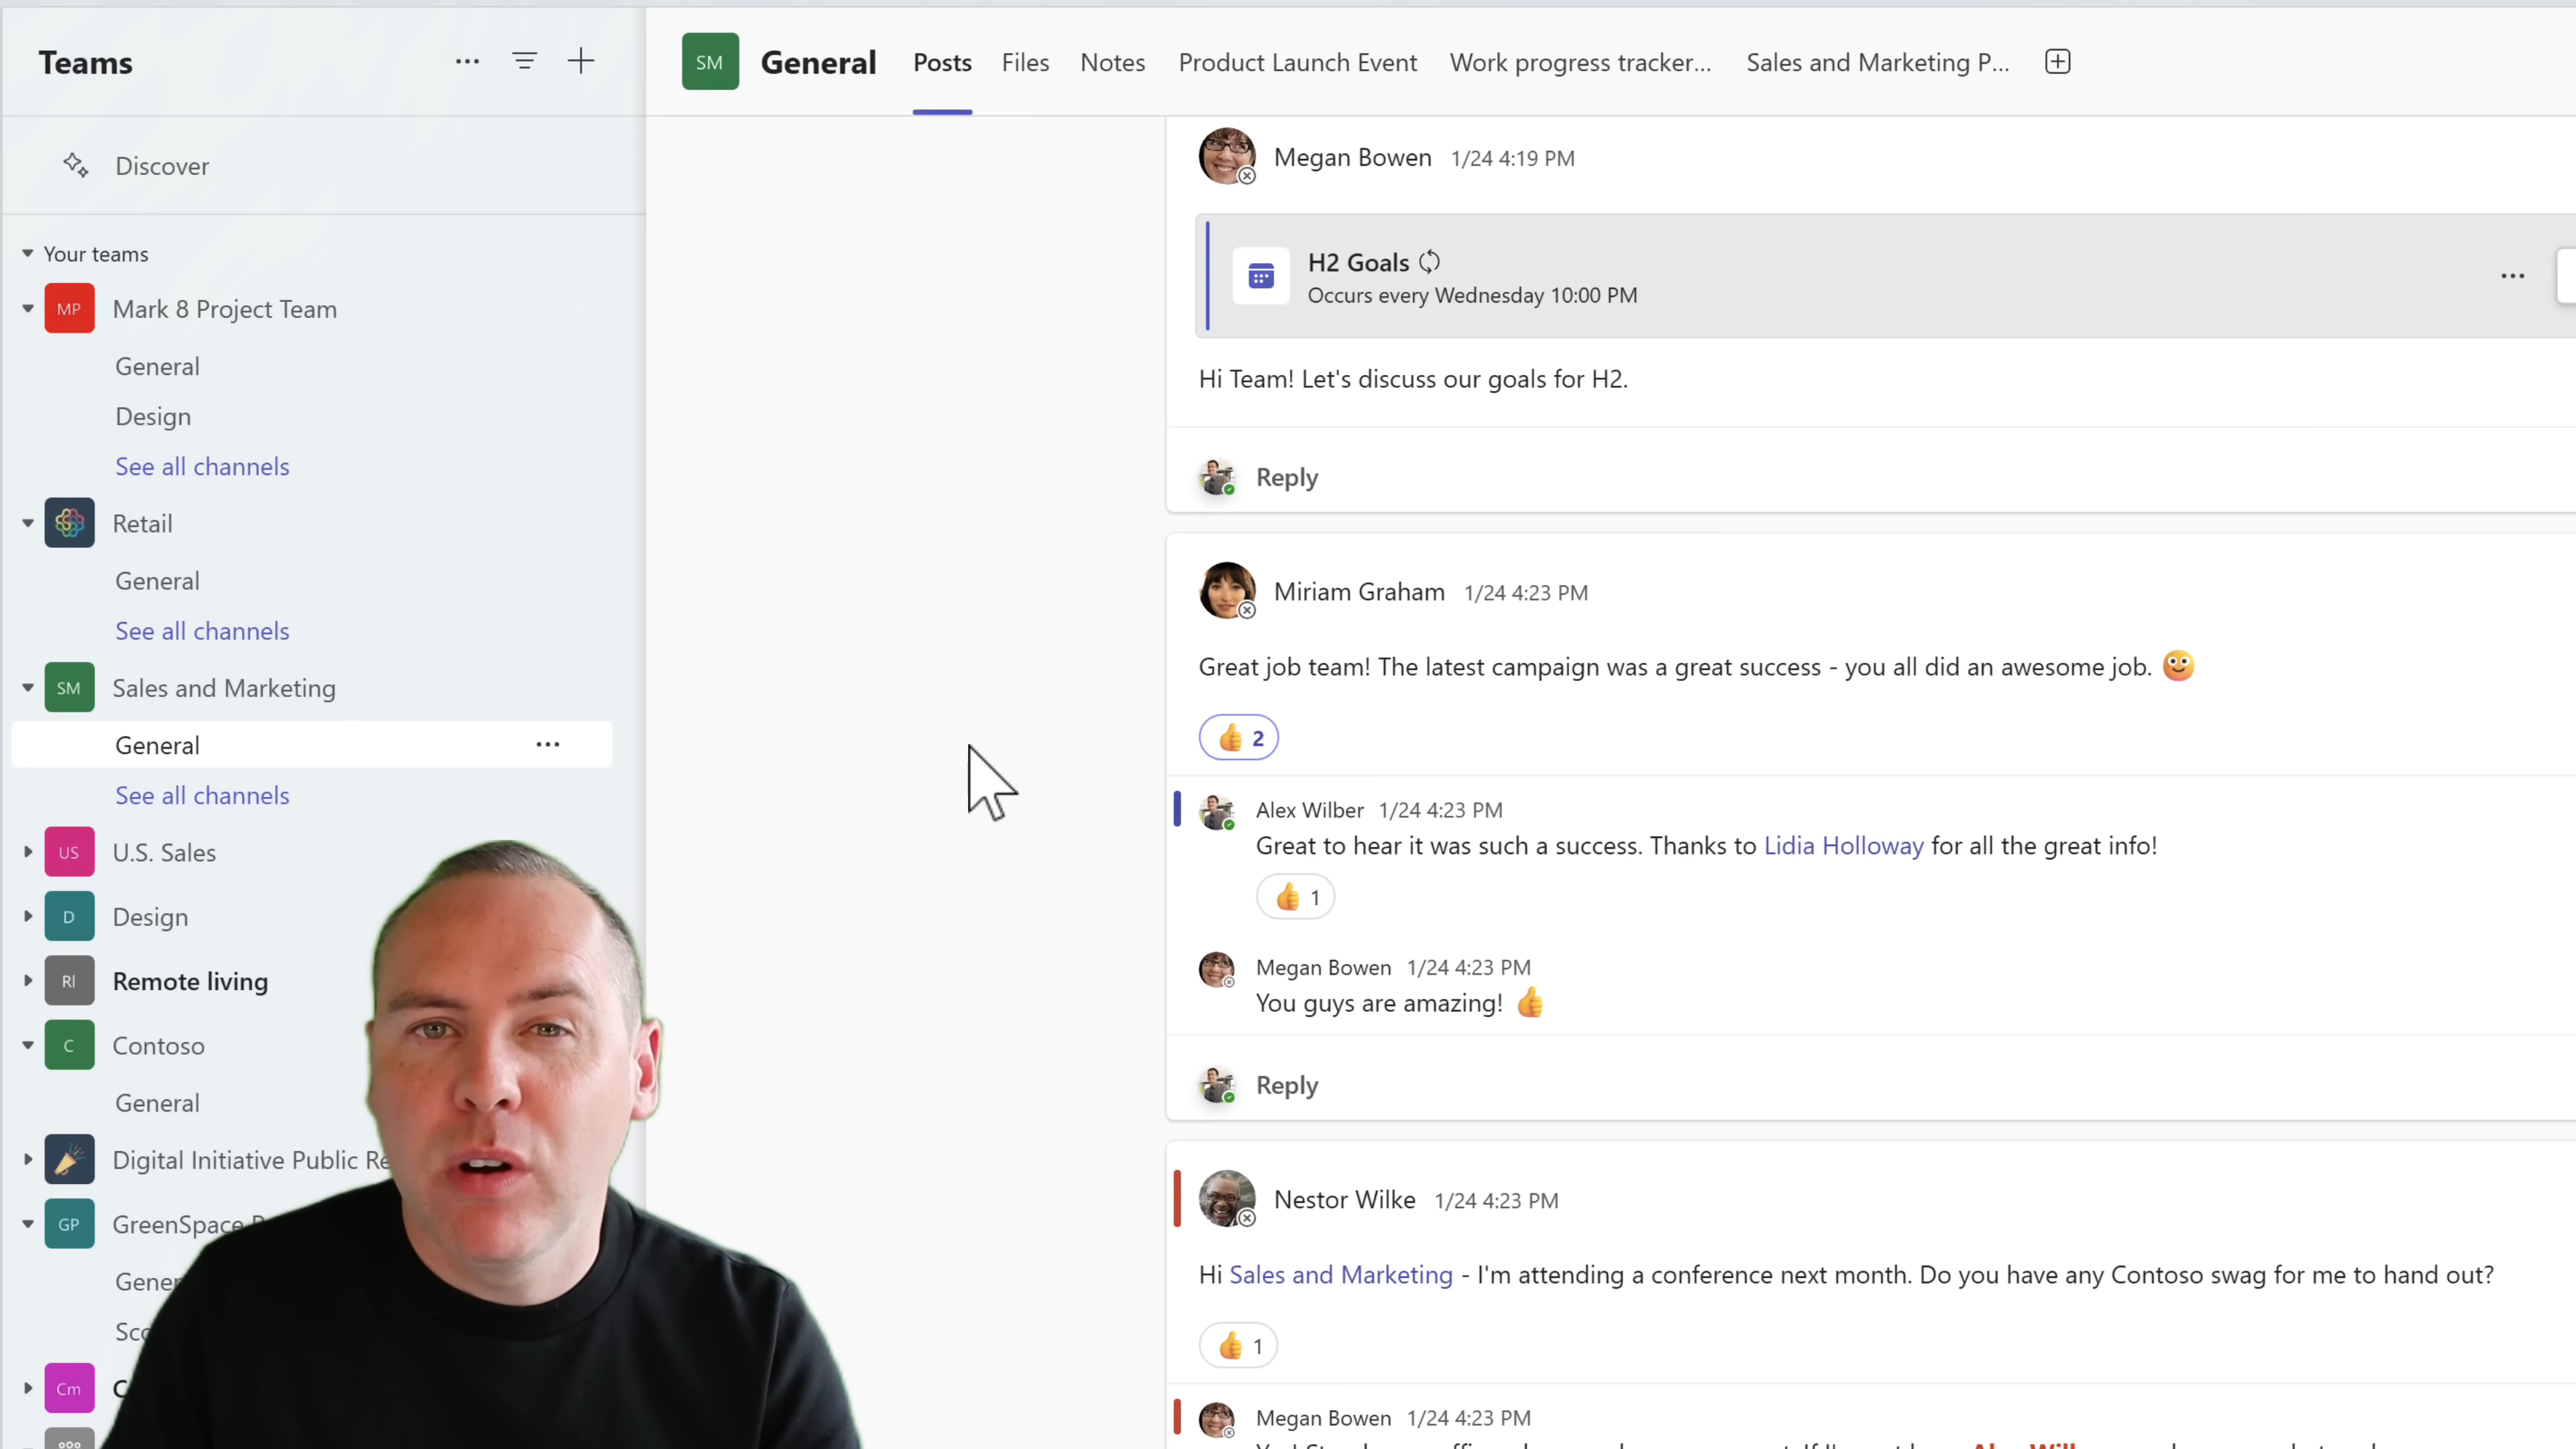 Teams
Discover
Your teams
MP Mark 8 Project Team
General
Design
See all channels
Retail
General
See all channels
SM Sales and Marketing
General
See all channels
US U.S. Sales
D Design
Rl Remote living
C Contoso
General
Digital Initiative Public Re
GP GreenSpace
Gener
Cm
SM General Posts Files Notes Product Launch Event Work progress tracker... Sales and Marketing P...
Megan Bowen 1/24 4:19 PM
H2 Goals
Occurs every Wednesday 10:00 PM
Hi Team! Let's discuss our goals for H2.
Reply
Miriam Graham 1/24 4:23 PM
Great job team! The latest campaign was a great success - you all did an awesome job.
👍 2
Alex Wilber 1/24 4:23 PM
Great to hear it was such a success. Thanks to Lidia Holloway for all the great info!
👍 1
Megan Bowen 1/24 4:23 PM
You guys are amazing! 👍
Reply
Nestor Wilke 1/24 4:23 PM
Hi Sales and Marketing - I'm attending a conference next month. Do you have any Contoso swag for me to hand out?
👍 1
Megan Bowen 1/24 4:23 PM